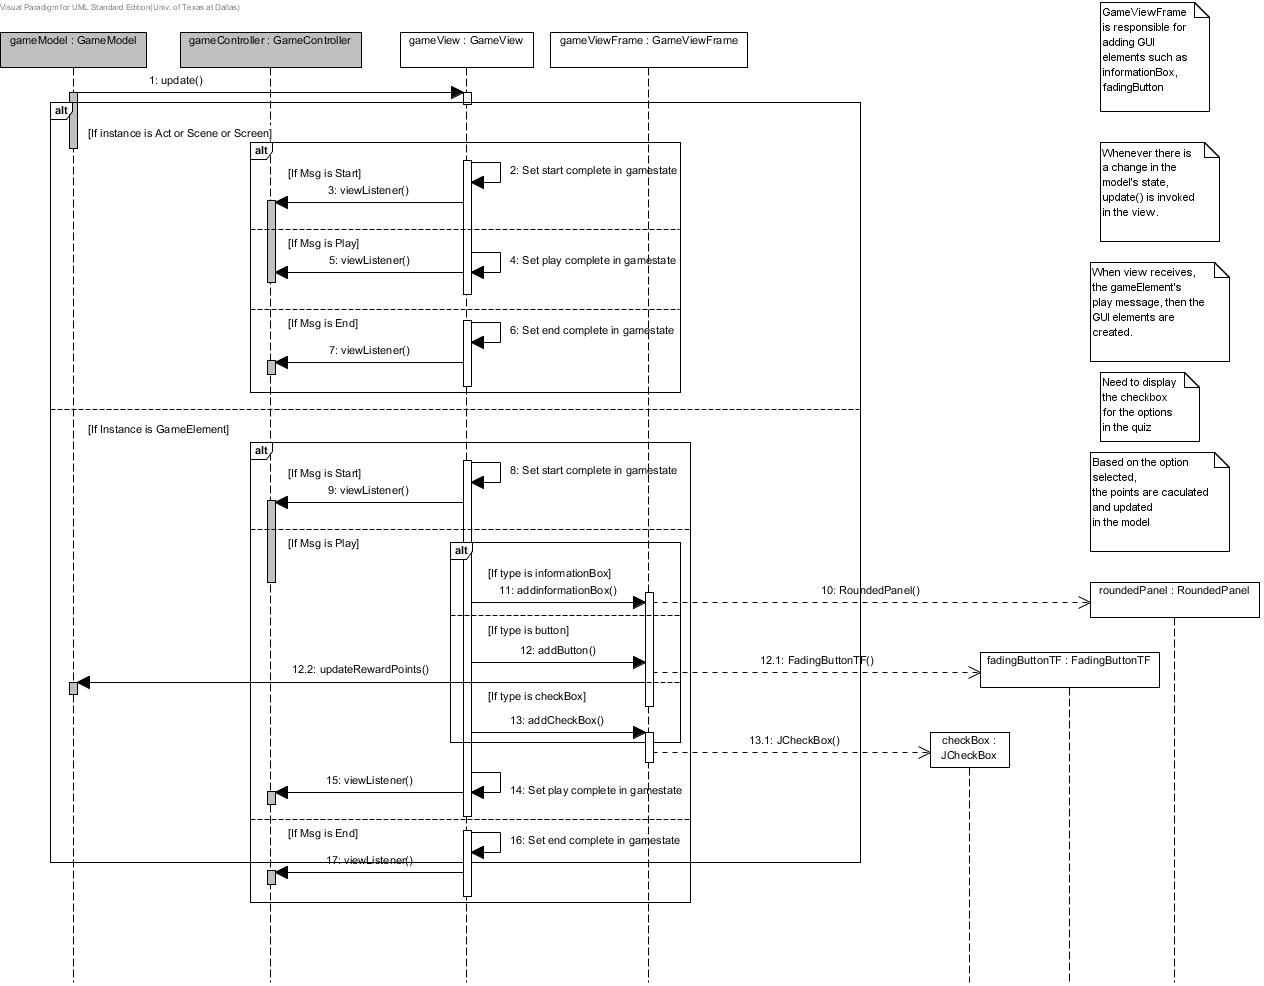 Visual Paradigm for UML Standard Edition(Univ. of Texas at Dallas)
gameModel : GameModel
gameController : GameController
gameView : GameView
gameViewFrame : GameViewFrame
GameViewFrame
is responsible for
adding GUI
elements such as
informationBox,
fadingButton
1: update()
alt
[If instance is Act or Scene or Screen]
alt
[If Msg is Start]
2: Set start complete in gamestate
3: viewListener()
Whenever there is
a change in the
model's state,
update() is invoked
in the view.
[If Msg is Play]
5: viewListener()
4: Set play complete in gamestate
When view receives,
the gameElement's
play message, then the
GUI elements are
created.
[If Msg is End]
6: Set end complete in gamestate
7: viewListener()
Need to display
the checkbox
for the options
in the quiz
[If Instance is GameElement]
alt
[If Msg is Start]
8: Set start complete in gamestate
9: viewListener()
Based on the option
selected,
the points are caculated
and updated
in the model
[If Msg is Play]
alt
[If type is informationBox]
11: addinformationBox()
10: RoundedPanel()
roundedPanel : RoundedPanel
[If type is button]
12: addButton()
12.1: FadingButtonTF()
fadingButtonTF : FadingButtonTF
12.2: updateRewardPoints()
[If type is checkBox]
13: addCheckBox()
13.1: JCheckBox()
checkBox :
JCheckBox
15: viewListener()
14: Set play complete in gamestate
[If Msg is End]
16: Set end complete in gamestate
17: viewListener()